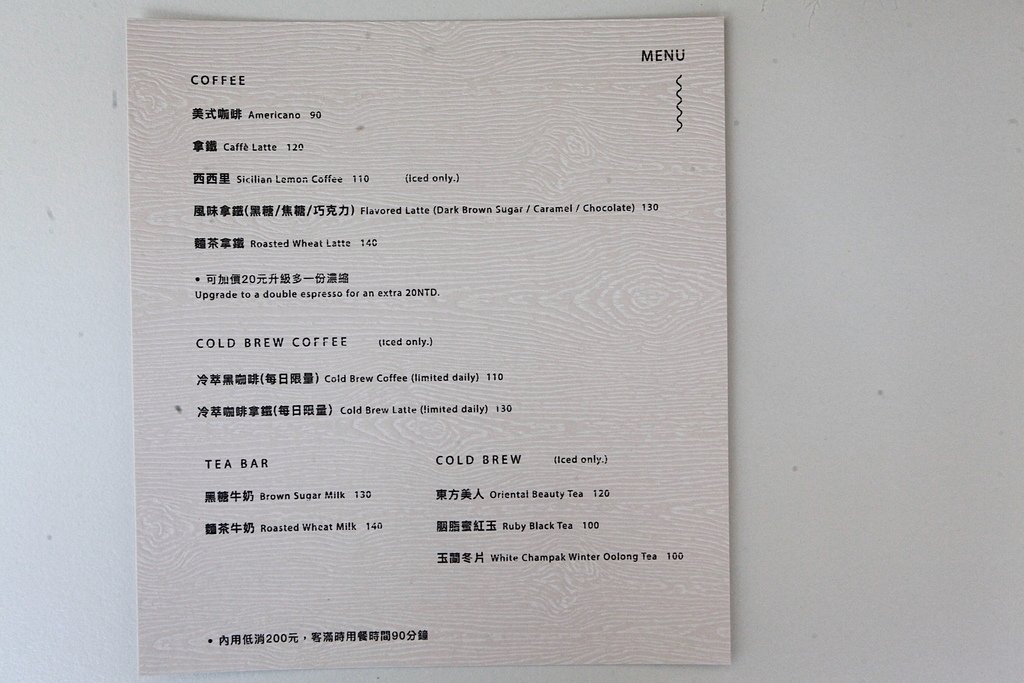 MENU
COFFEE
美式咖啡 Americano 90
拿鐵 Caffè Latte 120
西西里 Sicilian Lemon Coffee 110 (Iced only.)
風味拿鐵(黑糖/焦糖/巧克力) Flavored Latte (Dark Brown Sugar / Caramel / Chocolate) 130
麵茶拿鐵 Roasted Wheat Latte 140
• 可加價20元升級多一份濃縮
Upgrade to a double espresso for an extra 20NTD.
COLD BREW COFFEE (Iced only.)
冷萃黑咖啡(每日限量) Cold Brew Coffee (limited daily) 110
冷萃咖啡拿鐵(每日限量) Cold Brew Latte (limited daily) 130
TEA BAR
黑糖牛奶 Brown Sugar Milk 130
麵茶牛奶 Roasted Wheat Milk 140
COLD BREW (Iced only.)
東方美人 Oriental Beauty Tea 120
胭脂蜜紅玉 Ruby Black Tea 100
玉蘭冬片 White Champak Winter Oolong Tea 100
• 內用低消200元，客滿時用餐時間90分鐘